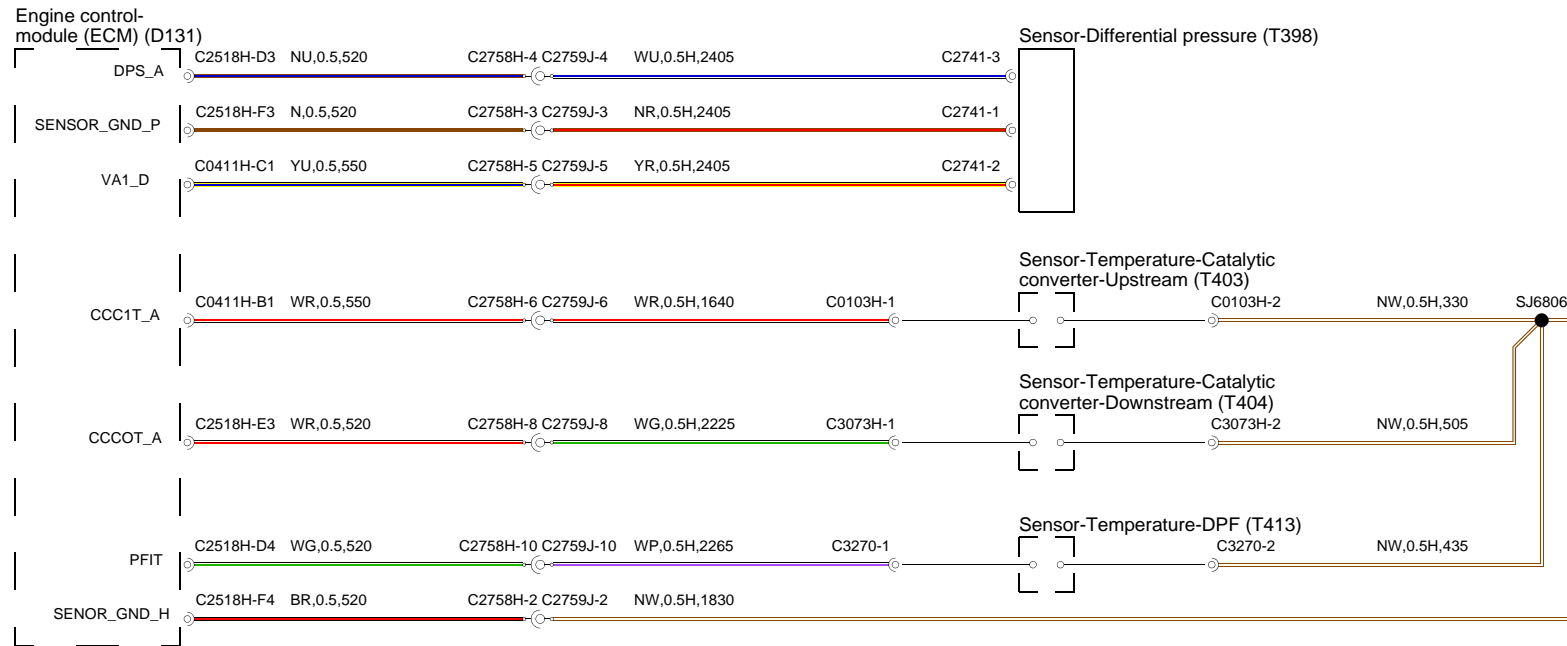 Engine control-
module (ECM) (D131)
Sensor-Differential pressure (T398)
DPS_A C2518H-D3 NU,0.5,520 C2758H-4 C2759J-4 WU,0.5H,2405 C2741-3
SENSOR_GND_P C2518H-F3 N,0.5,520 C2758H-3 C2759J-3 NR,0.5H,2405 C2741-1
VA1_D C0411H-C1 YU,0.5,550 C2758H-5 C2759J-5 YR,0.5H,2405 C2741-2
Sensor-Temperature-Catalytic
converter-Upstream (T403)
CCC1T_A C0411H-B1 WR,0.5,550 C2758H-6 C2759J-6 WR,0.5H,1640 C0103H-1 C0103H-2 NW,0.5H,330 SJ6806
Sensor-Temperature-Catalytic
converter-Downstream (T404)
CCCOT_A C2518H-E3 WR,0.5,520 C2758H-8 C2759J-8 WG,0.5H,2225 C3073H-1 C3073H-2 NW,0.5H,505
Sensor-Temperature-DPF (T413)
PFIT C2518H-D4 WG,0.5,520 C2758H-10 C2759J-10 WP,0.5H,2265 C3270-1 C3270-2 NW,0.5H,435
SENOR_GND_H C2518H-F4 BR,0.5,520 C2758H-2 C2759J-2 NW,0.5H,1830